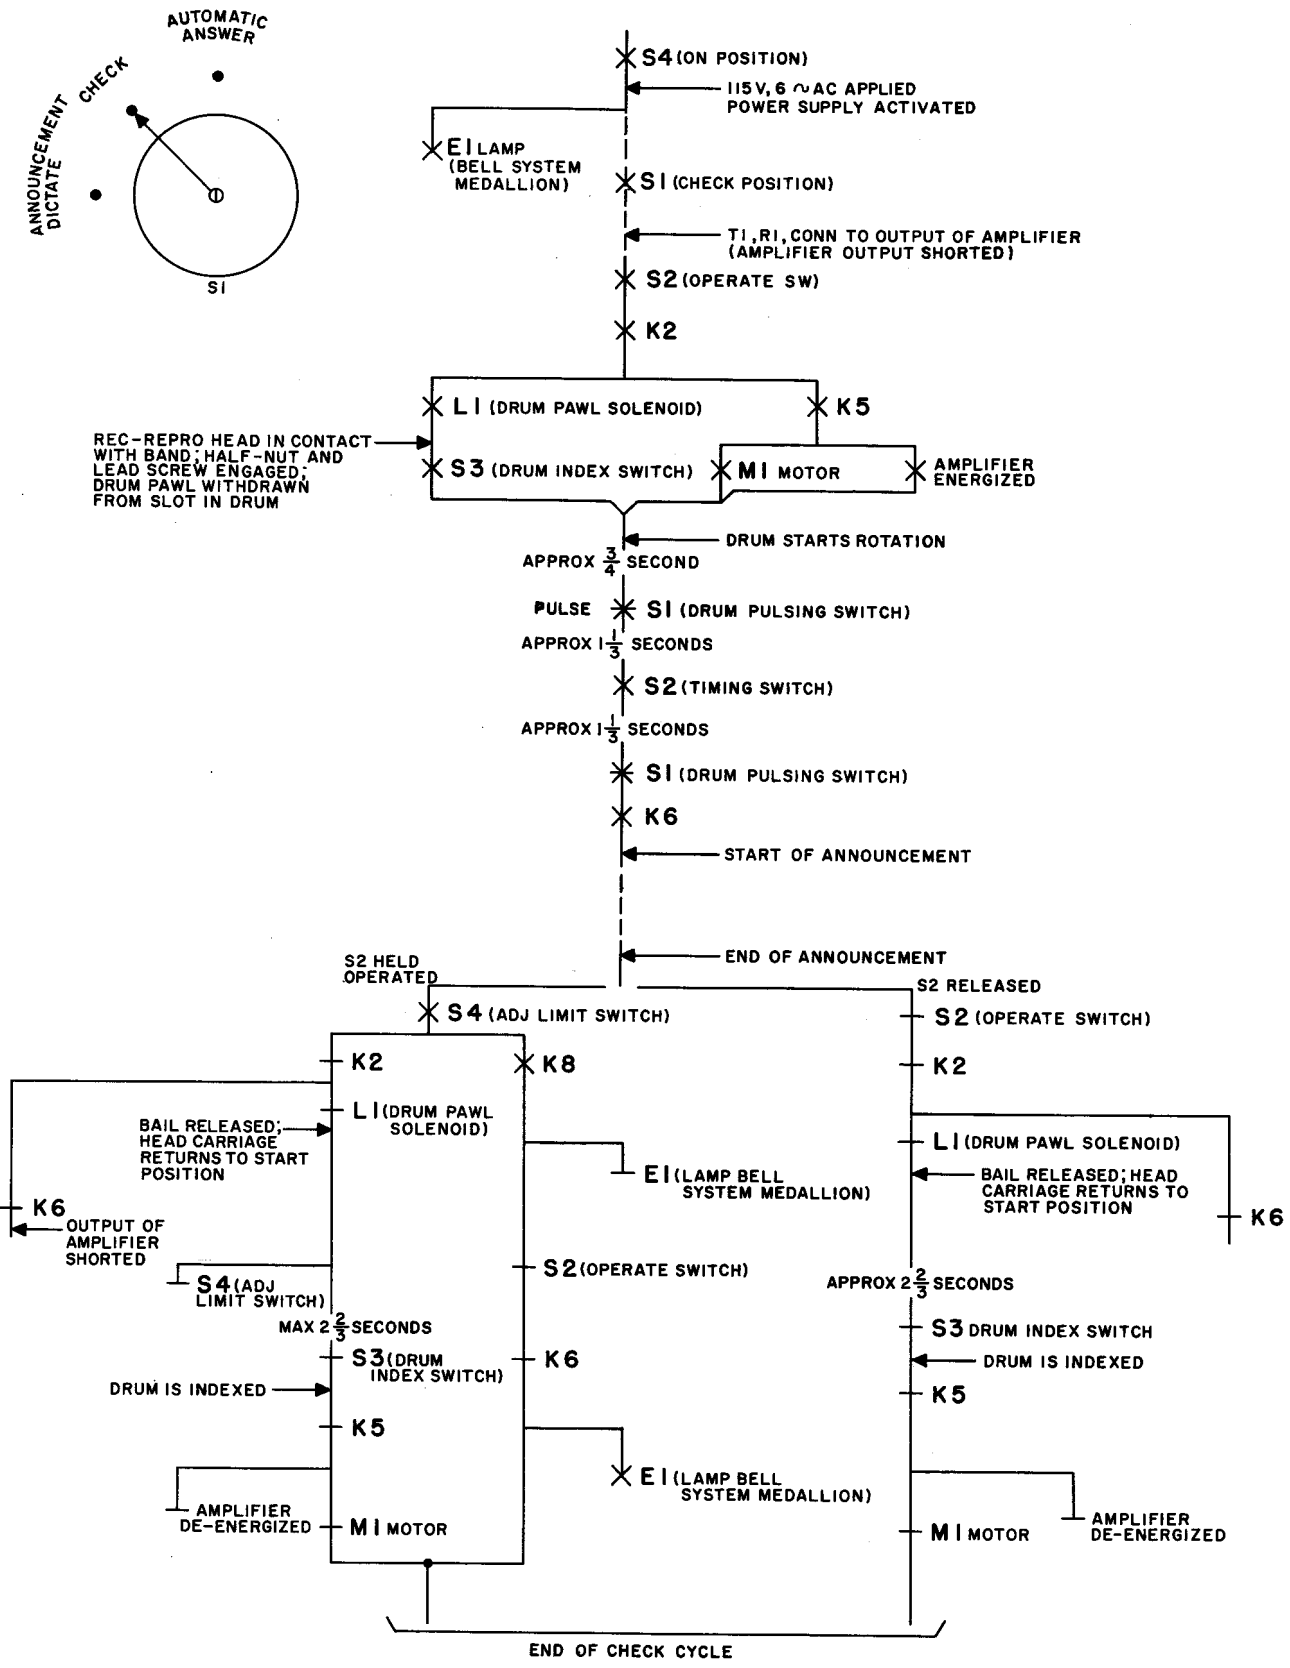 AUTOMATIC
ANSWER
CHECK
ANNOUNCEMENT
DICTATE
S1
S4 (ON POSITION)
115V, 6 ~ AC APPLIED
POWER SUPPLY ACTIVATED
E1 LAMP
(BELL SYSTEM
MEDALLION)
S1 (CHECK POSITION)
T1, R1, CONN TO OUTPUT OF AMPLIFIER
(AMPLIFIER OUTPUT SHORTED)
S2 (OPERATE SW)
K2
L1 (DRUM PAWL SOLENOID)
K5
REC-REPRO HEAD IN CONTACT
WITH BAND; HALF-NUT AND
LEAD SCREW ENGAGED;
DRUM PAWL WITHDRAWN
FROM SLOT IN DRUM
S3 (DRUM INDEX SWITCH)
M1 MOTOR
AMPLIFIER
ENERGIZED
DRUM STARTS ROTATION
APPROX 3/4 SECOND
PULSE
S1 (DRUM PULSING SWITCH)
APPROX 1 1/3 SECONDS
S2 (TIMING SWITCH)
APPROX 1 1/3 SECONDS
S1 (DRUM PULSING SWITCH)
K6
START OF ANNOUNCEMENT
END OF ANNOUNCEMENT
S2 HELD
OPERATED
S2 RELEASED
S4 (ADJ LIMIT SWITCH)
S2 (OPERATE SWITCH)
K2
K8
K2
L1 (DRUM PAWL
SOLENOID)
BAIL RELEASED;
HEAD CARRIAGE
RETURNS TO START
POSITION
L1 (DRUM PAWL SOLENOID)
E1 (LAMP BELL
SYSTEM MEDALLION)
BAIL RELEASED; HEAD
CARRIAGE RETURNS TO
START POSITION
K6
K6
OUTPUT OF
AMPLIFIER
SHORTED
S4 (ADJ
LIMIT SWITCH)
S2 (OPERATE SWITCH)
APPROX 2 2/3 SECONDS
MAX 2 2/3 SECONDS
S3 DRUM INDEX SWITCH
S3 (DRUM
INDEX SWITCH)
K6
DRUM IS INDEXED
DRUM IS INDEXED
K5
K5
E1 (LAMP BELL
SYSTEM MEDALLION)
AMPLIFIER
DE-ENERGIZED
M1 MOTOR
M1 MOTOR
AMPLIFIER
DE-ENERGIZED
END OF CHECK CYCLE